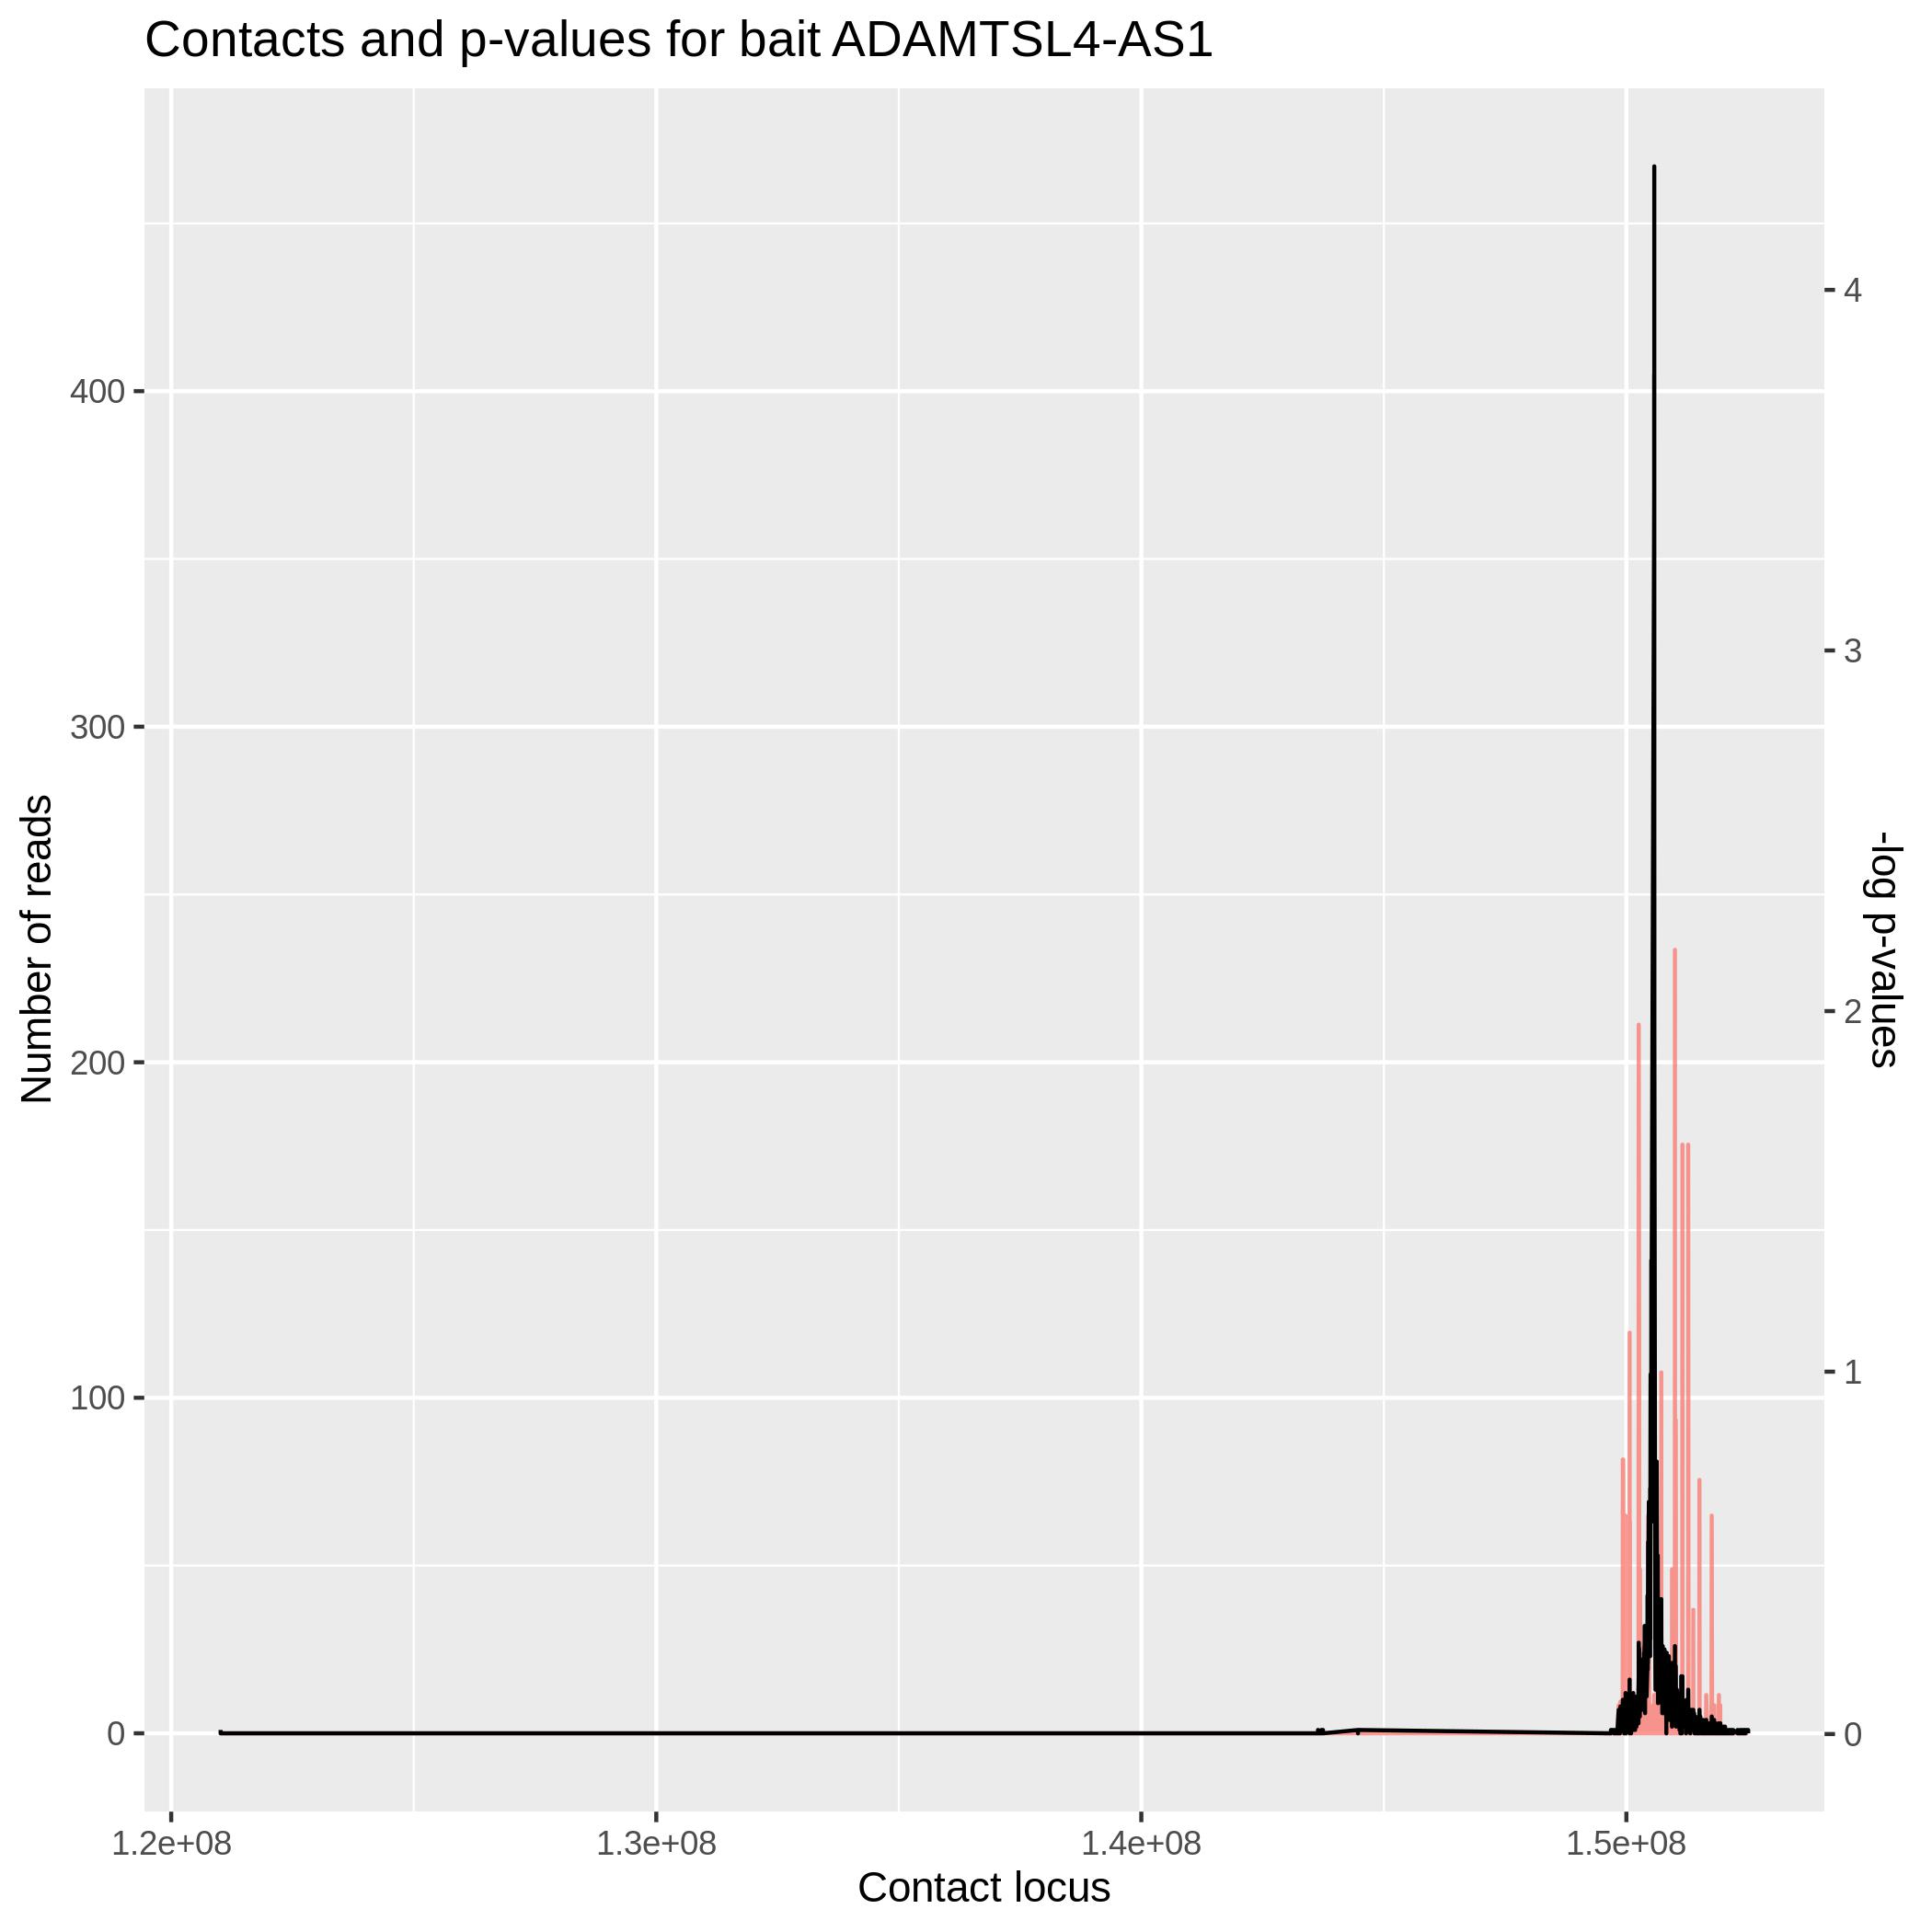 Contacts and p-values for bait ADAMTSL4-AS1
Number of reads
400
300
200
100
0
4
3
2
1
0
-log p-values
1.2e+08
1.3e+08
1.4e+08
1.5e+08
Contact locus